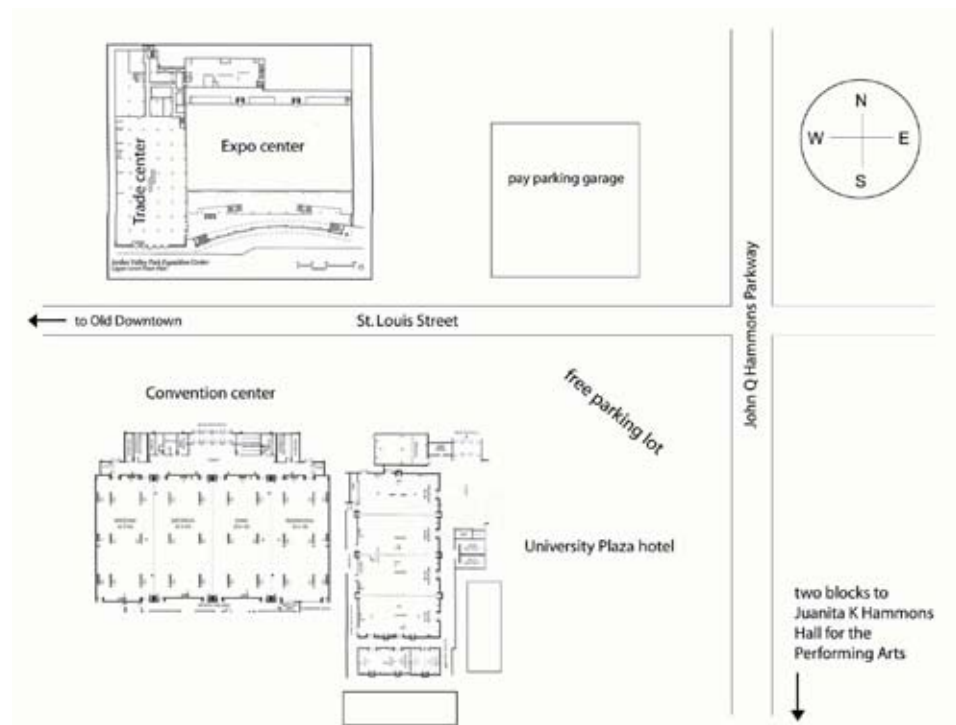 N
W E
S
Expo center
Trade center
pay parking garage
John Q Hammons Parkway
to Old Downtown
St. Louis Street
free parking lot
Convention center
University Plaza hotel
two blocks to
Juanita K Hammons
Hall for the
Performing Arts